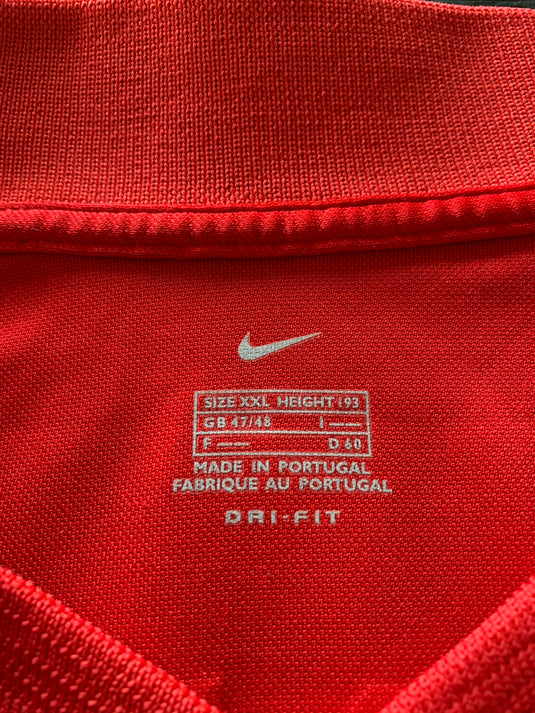 SIZE XXL HEIGHT 193
GB 47/48 I ——
F —— D 60
MADE IN PORTUGAL
FABRIQUE AU PORTUGAL
DRI-FIT